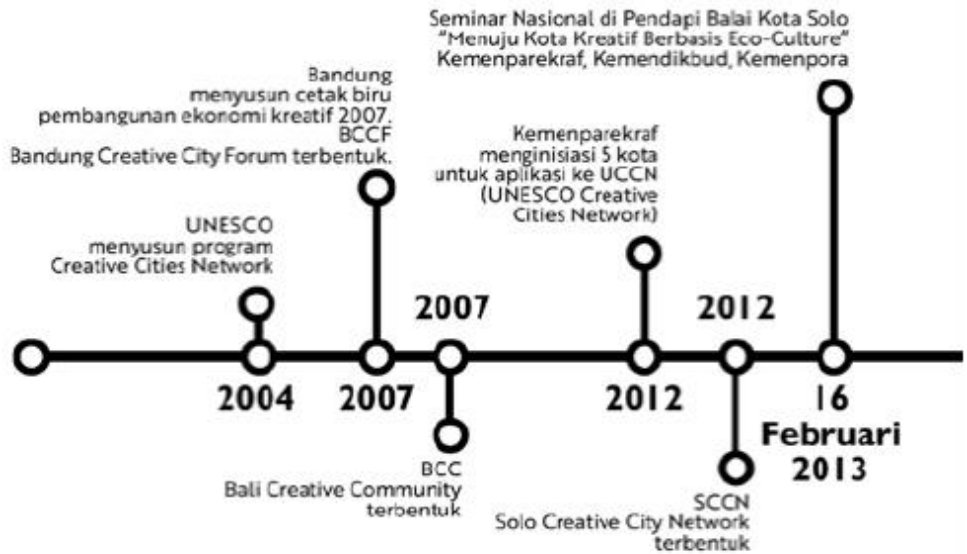 Seminar Nasional di Pendapi Balai Kota Solo
“Menuju Kota Kreatif Berbasis Eco-Culture”
Kemenparekraf, Kemendikbud, Kemenpora
Bandung
menyusun cetak biru
pembangunan ekonomi kreatif 2007.
BCCF
Bandung Creative City Forum terbentuk.
Kemenparekraf
menginisiasi 5 kota
untuk aplikasi ke UCCN
(UNESCO Creative
Cities Network)
UNESCO
menyusun program
Creative Cities Network
2007
2012
2004
2007
2012
16
Februari
2013
BCC
Bali Creative Community
terbentuk
SCCN
Solo Creative City Network
terbentuk